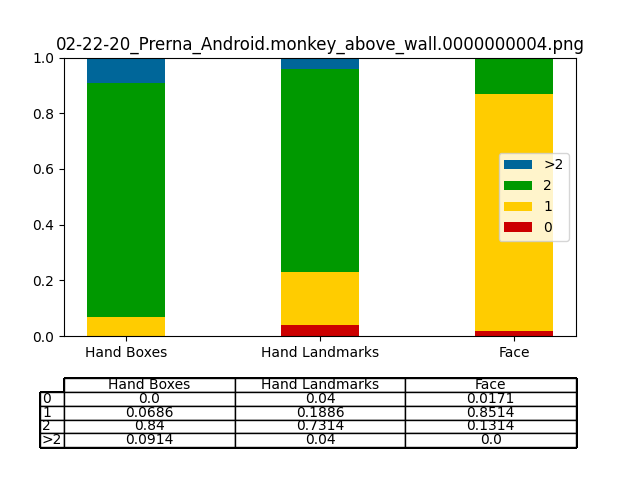 02-22-20_Prerna_Android.monkey_above_wall.0000000004.png
1.0
0.8
0.6
0.4
0.2
0.0
>2
2
1
0
Hand Boxes Hand Landmarks Face
Hand Boxes Hand Landmarks Face
0 0.0 0.04 0.0171
1 0.0686 0.1886 0.8514
2 0.84 0.7314 0.1314
>2 0.0914 0.04 0.0